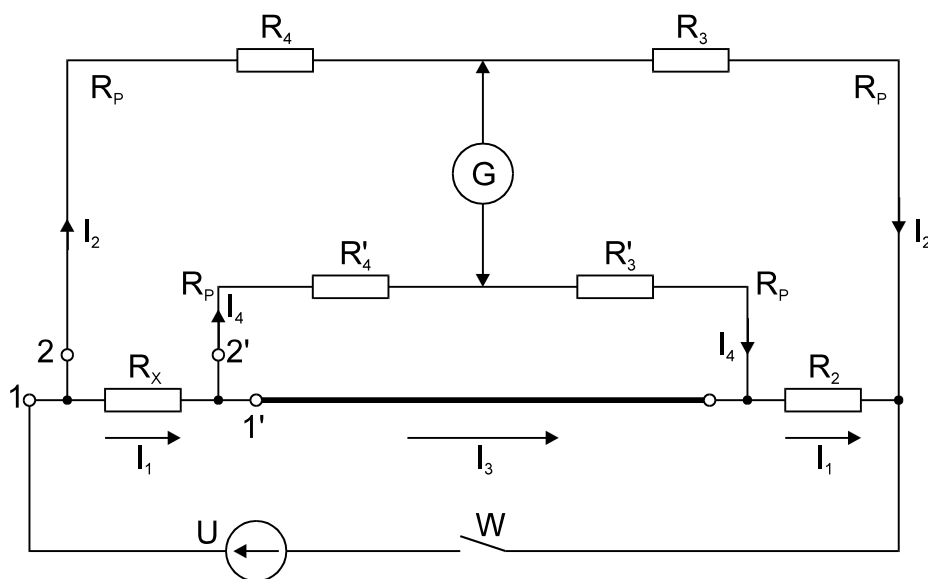 R4 R3
RP RP
G
I2 I2
R'4 R'3
RP RP
I4 I4
2 2'
RX R2
1 1'
I1 I3 I1
U W